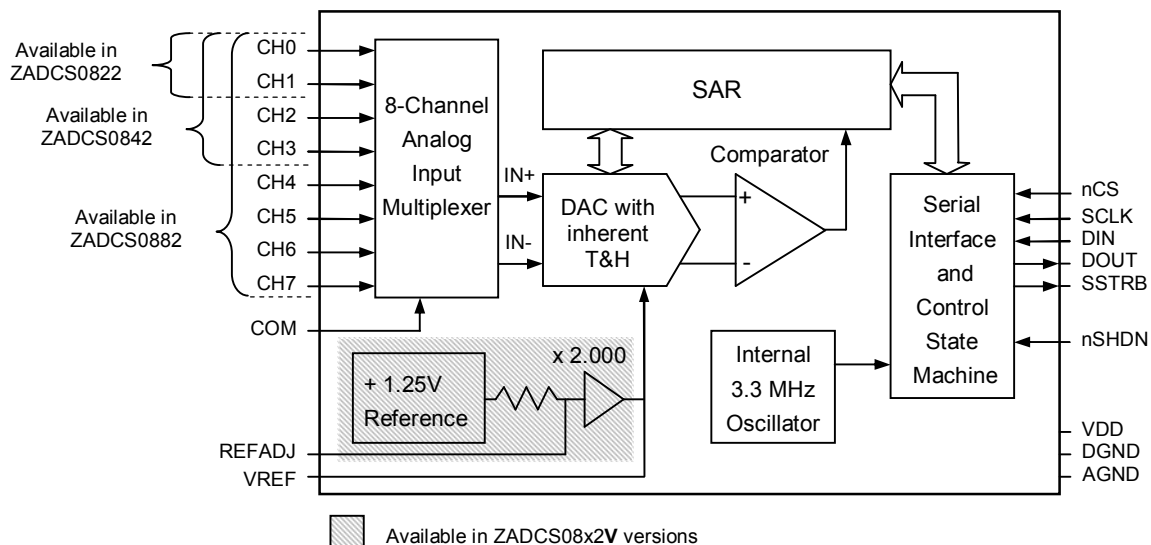 Available in
ZADCS0822
Available in
ZADCS0842
Available in
ZADCS0882
CH0
CH1
CH2
CH3
CH4
CH5
CH6
CH7
COM
REFADJ
VREF
8-Channel
Analog
Input
Multiplexer
IN+
IN-
SAR
DAC with
inherent
T&H
Comparator
+
-
+ 1.25V
Reference
x 2.000
Internal
3.3 MHz
Oscillator
Serial
Interface
and
Control
State
Machine
nCS
SCLK
DIN
DOUT
SSTRB
nSHDN
VDD
DGND
AGND
Available in ZADCS08x2V versions